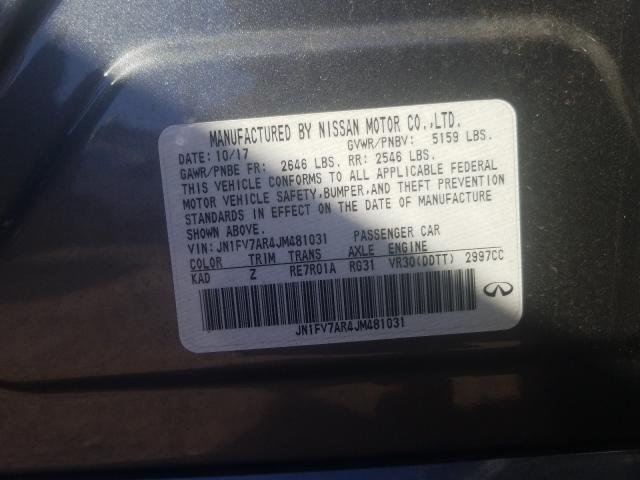 MANUFACTURED BY NISSAN MOTOR CO.,LTD.
DATE: 10/17 GVWR/PNBV: 5159 LBS.
GAWR/PNBE FR: 2646 LBS. RR: 2546 LBS.
THIS VEHICLE CONFORMS TO ALL APPLICABLE FEDERAL
MOTOR VEHICLE SAFETY,BUMPER,AND THEFT PREVENTION
STANDARDS IN EFFECT ON THE DATE OF MANUFACTURE
SHOWN ABOVE.
VIN: JN1FV7AR4JM481031 PASSENGER CAR
COLOR TRIM TRANS AXLE ENGINE
KAD Z RE7R01A RG31 VR30(DDTT) 2997CC
JN1FV7AR4JM481031